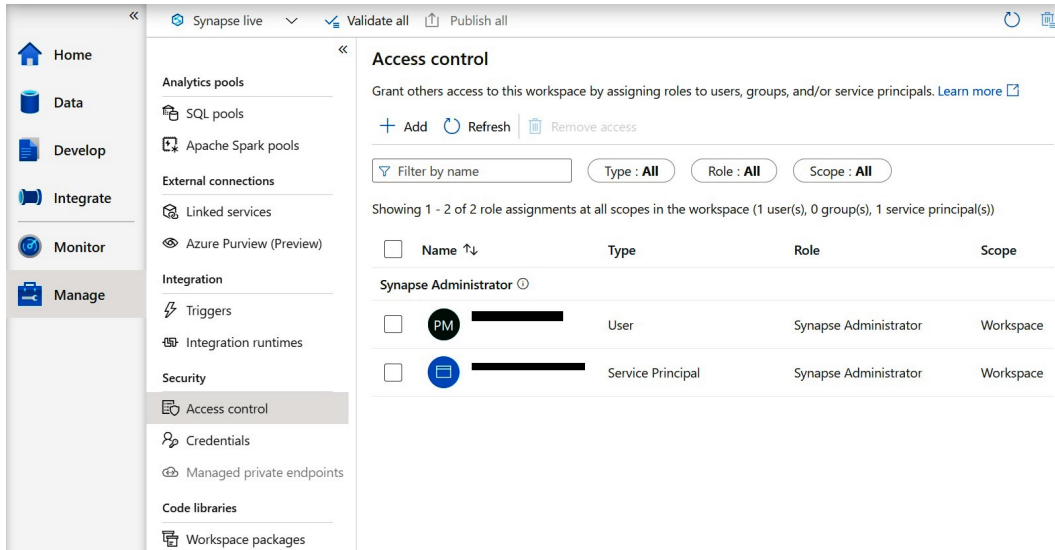 Synapse live
Validate all
Publish all
Home
Data
Develop
Integrate
Monitor
Manage
Analytics pools
SQL pools
Apache Spark pools
External connections
Linked services
Azure Purview (Preview)
Integration
Triggers
Integration runtimes
Security
Access control
Credentials
Managed private endpoints
Code libraries
Workspace packages
Access control
Grant others access to this workspace by assigning roles to users, groups, and/or service principals. Learn more
Add Refresh Remove access
Filter by name Type : All Role : All Scope : All
Showing 1 - 2 of 2 role assignments at all scopes in the workspace (1 user(s), 0 group(s), 1 service principal(s))
Name Type Role Scope
Synapse Administrator
PM User Synapse Administrator Workspace
Service Principal Synapse Administrator Workspace